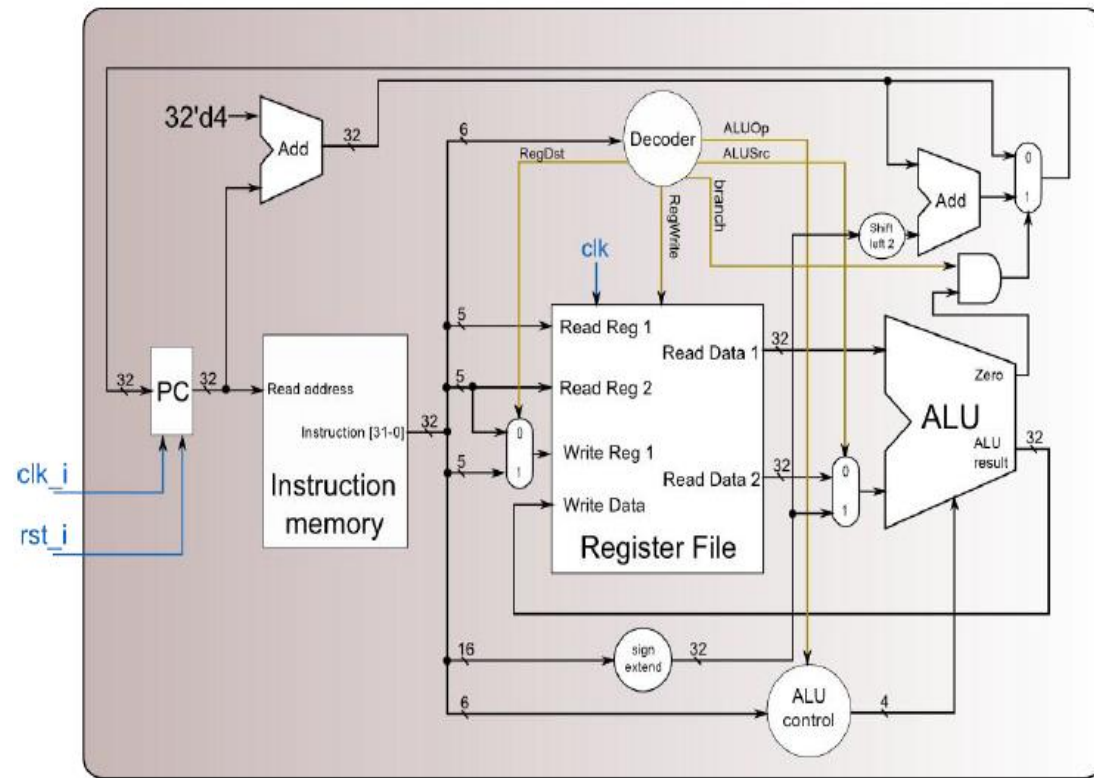 32'd4
Add
32
6
Decoder
ALUOp
RegDst
ALUSrc
branch
RegWrite
0
1
Add
Shift
left 2
clk
5
Read Reg 1
Read Data 1
32
Zero
32
PC
32
Read address
5
Read Reg 2
ALU
Instruction [31-0]
32
0
1
Write Reg 1
ALU
result
32
5
Read Data 2
32
0
1
clk_i
Instruction
memory
Write Data
rst_i
Register File
16
sign
extend
32
6
ALU
control
4